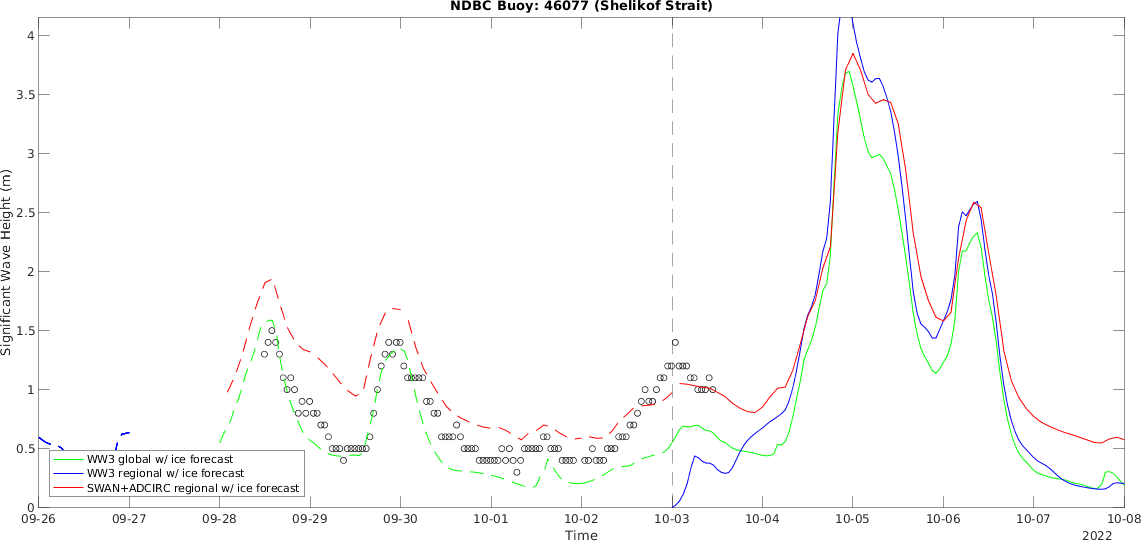 NDBC Buoy: 46077 (Shelikof Strait)
Significant Wave Height (m)
4
3.5
3
2.5
2
1.5
1
0.5
0
WW3 global w/ ice forecast
WW3 regional w/ ice forecast
SWAN+ADCIRC regional w/ ice forecast
09-26 09-27 09-28 09-29 09-30 10-01 10-02 10-03 10-04 10-05 10-06 10-07 10-08
Time
2022